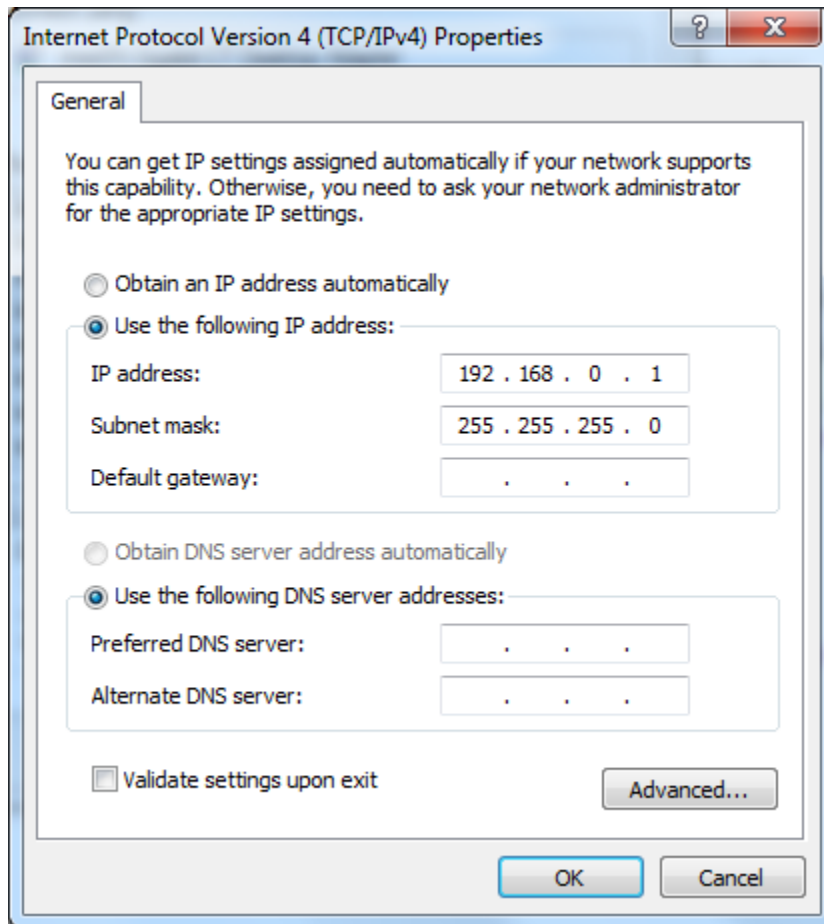 Internet Protocol Version 4 (TCP/IPv4) Properties
General
You can get IP settings assigned automatically if your network supports
this capability. Otherwise, you need to ask your network administrator
for the appropriate IP settings.
Obtain an IP address automatically
Use the following IP address:
IP address: 192 . 168 . 0 . 1
Subnet mask: 255 . 255 . 255 . 0
Default gateway: . . .
Obtain DNS server address automatically
Use the following DNS server addresses:
Preferred DNS server: . . .
Alternate DNS server: . . .
Validate settings upon exit
Advanced...
OK Cancel